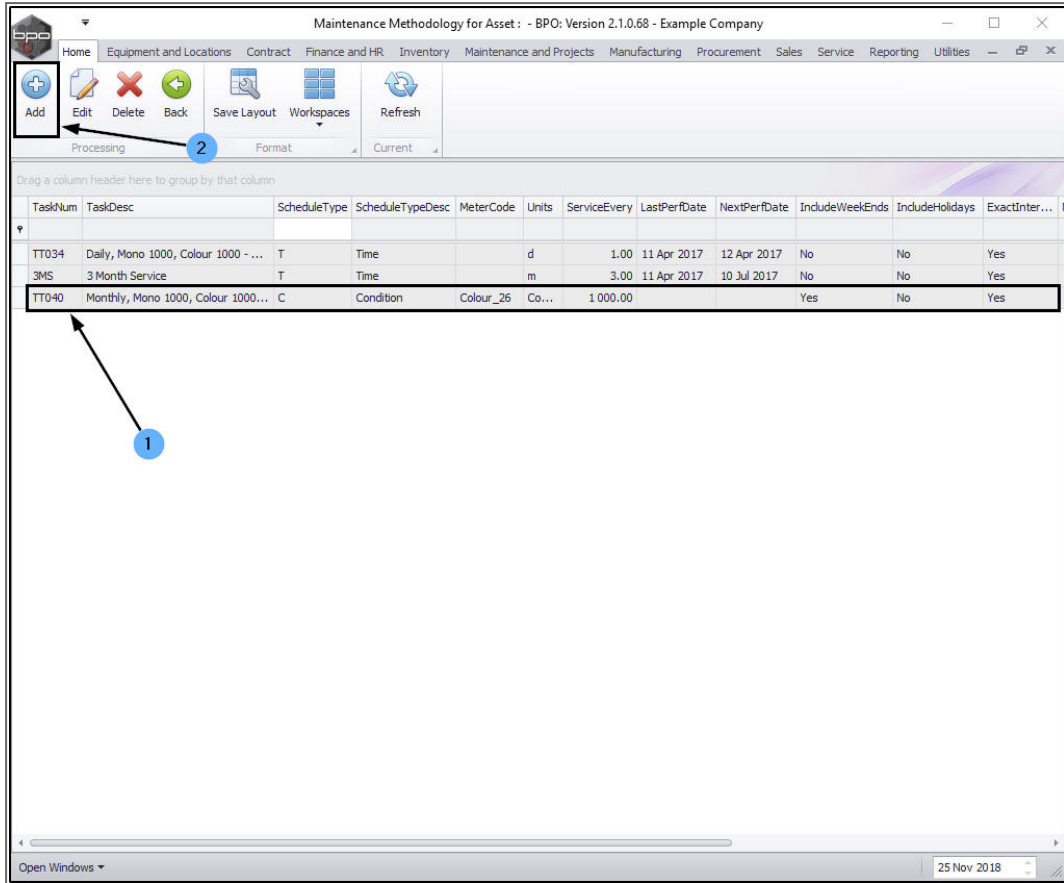 Maintenance Methodology for Asset :  - BPO: Version 2.1.0.68 - Example Company
bpo
Home Equipment and Locations Contract Finance and HR Inventory Maintenance and Projects Manufacturing Procurement Sales Service Reporting Utilities
Add Edit Delete Back Save Layout Workspaces Refresh
Processing 2 Format Current
Drag a column header here to group by that column
TaskNum TaskDesc ScheduleType ScheduleTypeDesc MeterCode Units ServiceEvery LastPerfDate NextPerfDate IncludeWeekEnds IncludeHolidays ExactInter...
TT034 Daily, Mono 1000, Colour 1000 - ... T Time d 1.00 11 Apr 2017 12 Apr 2017 No No Yes
3MS 3 Month Service T Time m 3.00 11 Apr 2017 10 Jul 2017 No No Yes
TT040 Monthly, Mono 1000, Colour 1000... C Condition Colour_26 Co... 1 000.00 Yes No Yes
1
Open Windows 25 Nov 2018